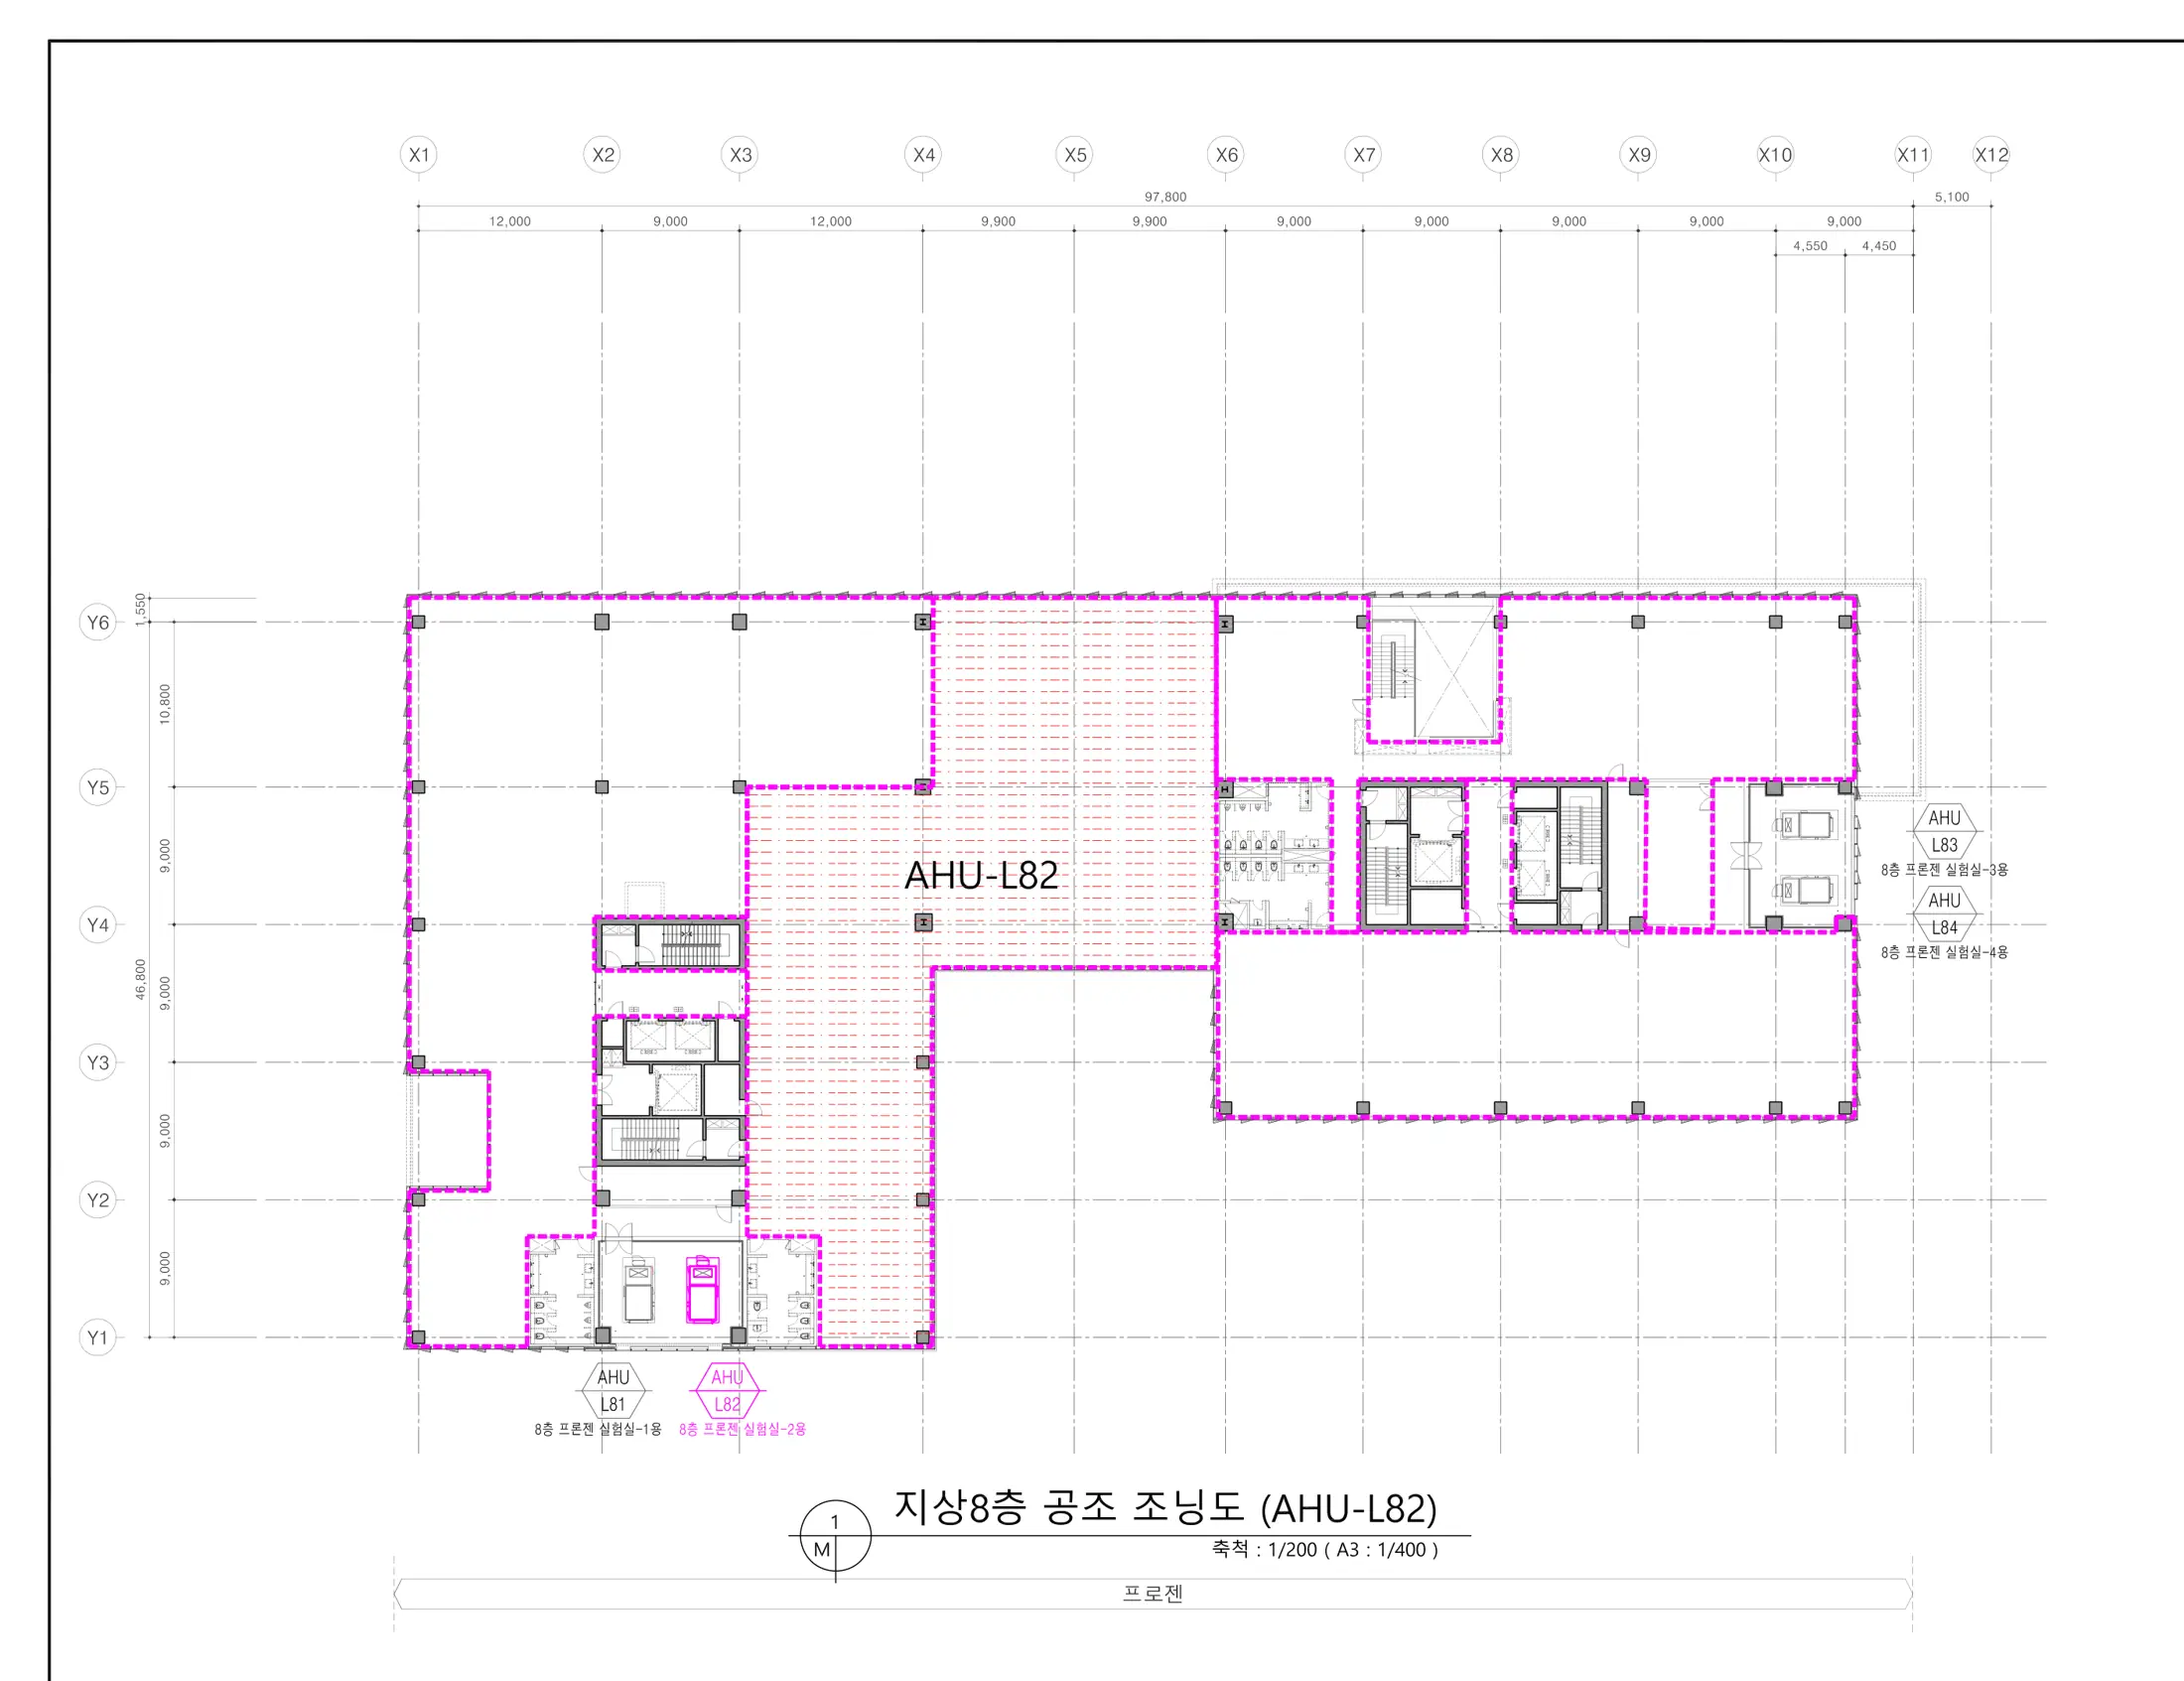 X1 X2 X3 X4 X5 X6 X7 X8 X9 X10 X11 X12
97,800 5,100
12,000 9,000 12,000 9,900 9,900 9,000 9,000 9,000 9,000 9,000
4,550 4,450
1,550
Y6
10,800
Y5
9,000
Y4
46,800
9,000
Y3
9,000
Y2
9,000
Y1
AHU-L82
AHU
L83
8층 프론젠 실험실-3용
AHU
L84
8층 프론젠 실험실-4용
AHU
L81
8층 프론젠 실험실-1용
AHU
L82
8층 프론젠 실험실-2용
1
M
지상8층 공조 조닝도 (AHU-L82)
축척 : 1/200 ( A3 : 1/400 )
프로젠